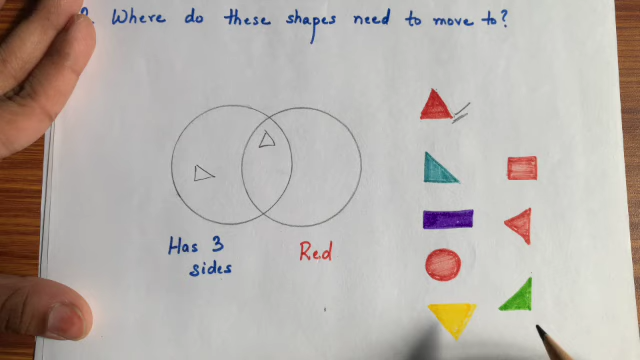 Where do these shapes need to move to?
Has 3
sides
Red